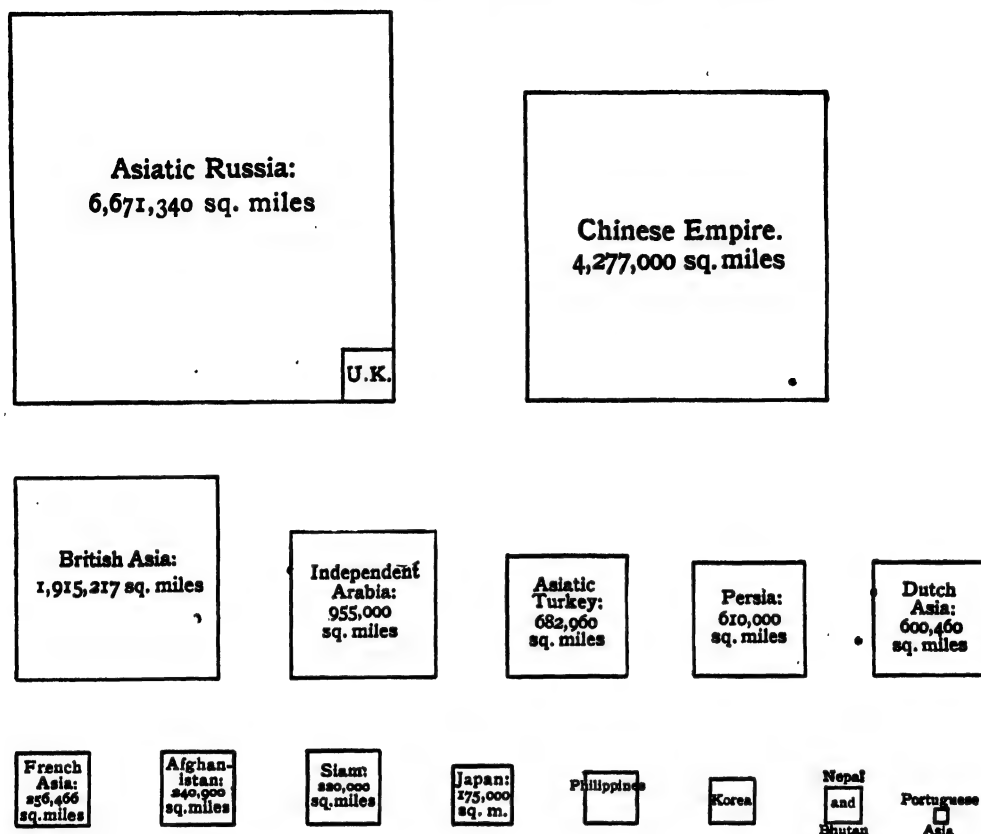 Asiatic Russia:
6,671,340 sq. miles
U.K.
Chinese Empire.
4,277,000 sq. miles
British Asia:
1,915,217 sq. miles
Independent
Arabia:
955,000
sq. miles
Asiatic
Turkey:
682,960
sq. miles
Persia:
610,000
sq. miles
Dutch
Asia:
600,460
sq. miles
French
Asia:
256,466
sq. miles
Afghan-
istan:
240,900
sq. miles
Siam:
220,000
sq. miles
Japan:
175,000
sq. m.
Philippines
Korea
Nepal
and
Bhutan
Portuguese
Asia